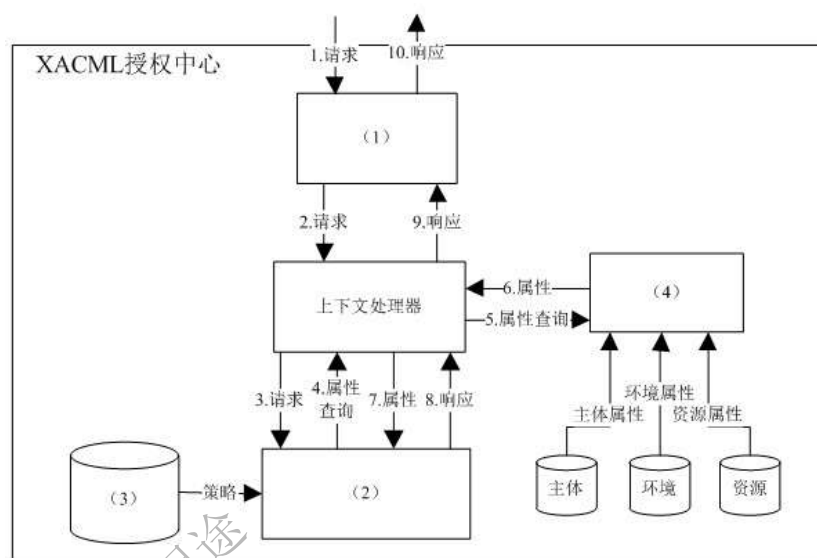 1.请求
10.响应
XACML授权中心
（1）
2.请求
9.响应
上下文处理器
6.属性
5.属性查询
（4）
3.请求
4.属性
查询
7.属性
8.响应
环境属性
主体属性
资源属性
（3）
策略
（2）
主体
环境
资源
途